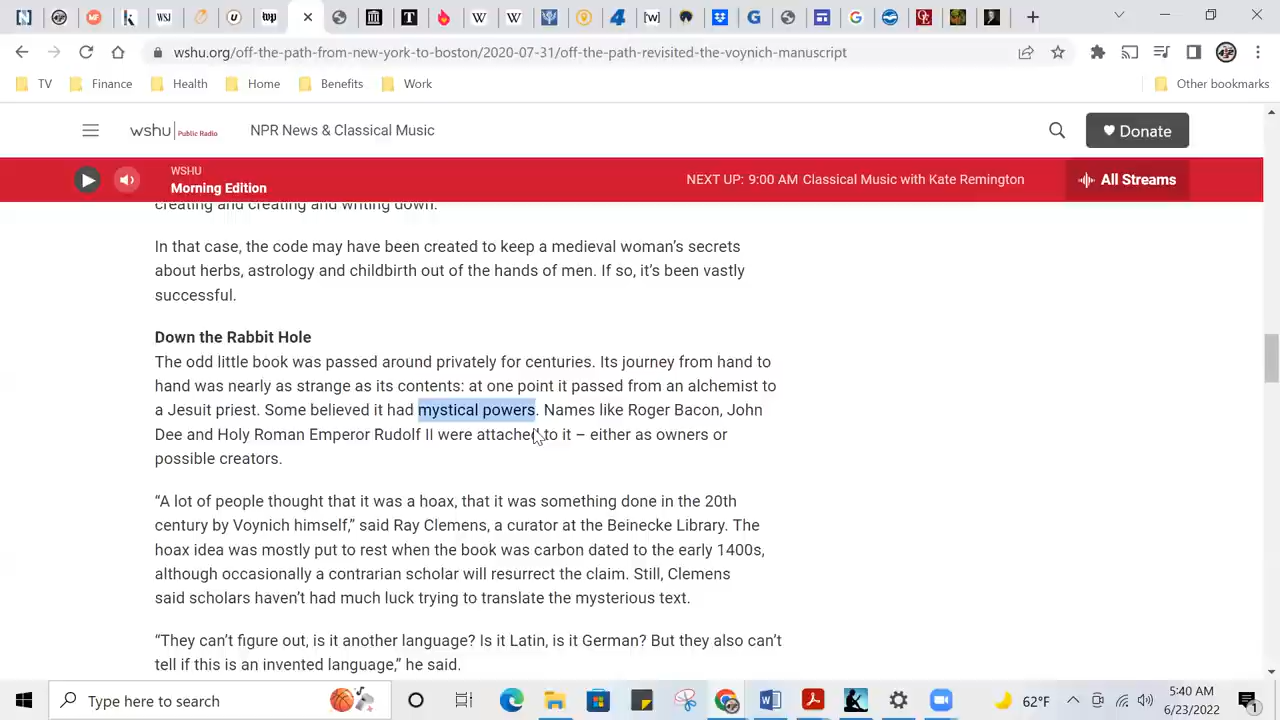 wshu.org/off-the-path-from-new-york-to-boston/2020-07-31/off-the-path-revisited-the-voynich-manuscript
TV Finance Health Home Benefits Work Other bookmarks
wshu Public Radio NPR News & Classical Music Donate
WSHU
Morning Edition
NEXT UP: 9:00 AM Classical Music with Kate Remington
All Streams
creating and creating and writing down.
In that case, the code may have been created to keep a medieval woman's secrets
about herbs, astrology and childbirth out of the hands of men. If so, it's been vastly
successful.
Down the Rabbit Hole
The odd little book was passed around privately for centuries. Its journey from hand to
hand was nearly as strange as its contents: at one point it passed from an alchemist to
a Jesuit priest. Some believed it had mystical powers. Names like Roger Bacon, John
Dee and Holy Roman Emperor Rudolf II were attached to it – either as owners or
possible creators.
“A lot of people thought that it was a hoax, that it was something done in the 20th
century by Voynich himself,” said Ray Clemens, a curator at the Beinecke Library. The
hoax idea was mostly put to rest when the book was carbon dated to the early 1400s,
although occasionally a contrarian scholar will resurrect the claim. Still, Clemens
said scholars haven't had much luck trying to translate the mysterious text.
“They can't figure out, is it another language? Is it Latin, is it German? But they also can't
tell if this is an invented language,” he said.
Type here to search
62°F
5:40 AM
6/23/2022